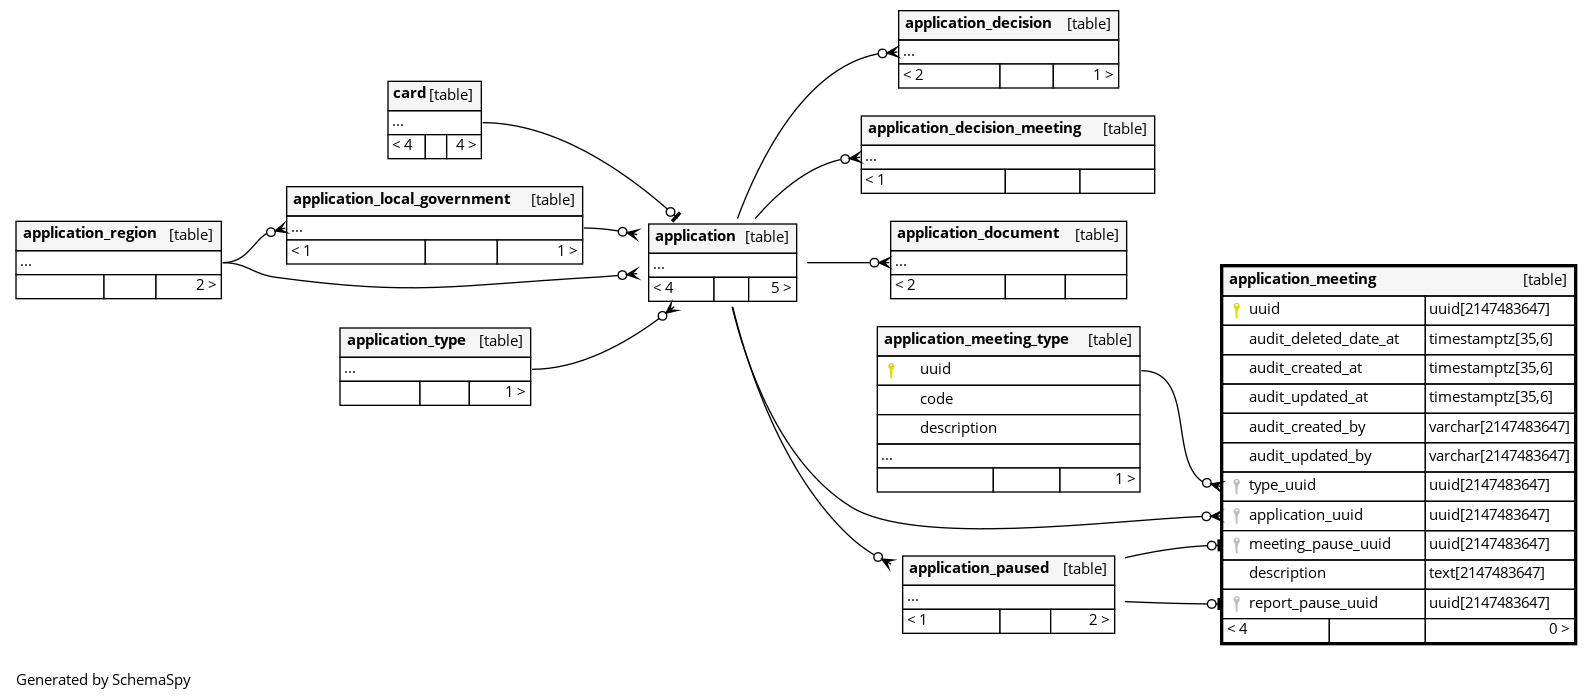 application_decision [table]
...
< 2 1 >
card [table]
...
< 4 4 >
application_decision_meeting [table]
...
< 1
application_local_government [table]
...
< 1 1 >
application_region [table]
...
2 >
application [table]
...
< 4 5 >
application_document [table]
...
< 2
application_type [table]
...
1 >
application_meeting_type [table]
uuid
code
description
...
1 >
application_paused [table]
...
< 1 2 >
application_meeting [table]
uuid uuid[2147483647]
audit_deleted_date_at timestamptz[35,6]
audit_created_at timestamptz[35,6]
audit_updated_at timestamptz[35,6]
audit_created_by varchar[2147483647]
audit_updated_by varchar[2147483647]
type_uuid uuid[2147483647]
application_uuid uuid[2147483647]
meeting_pause_uuid uuid[2147483647]
description text[2147483647]
report_pause_uuid uuid[2147483647]
< 4 0 >
Generated by SchemaSpy